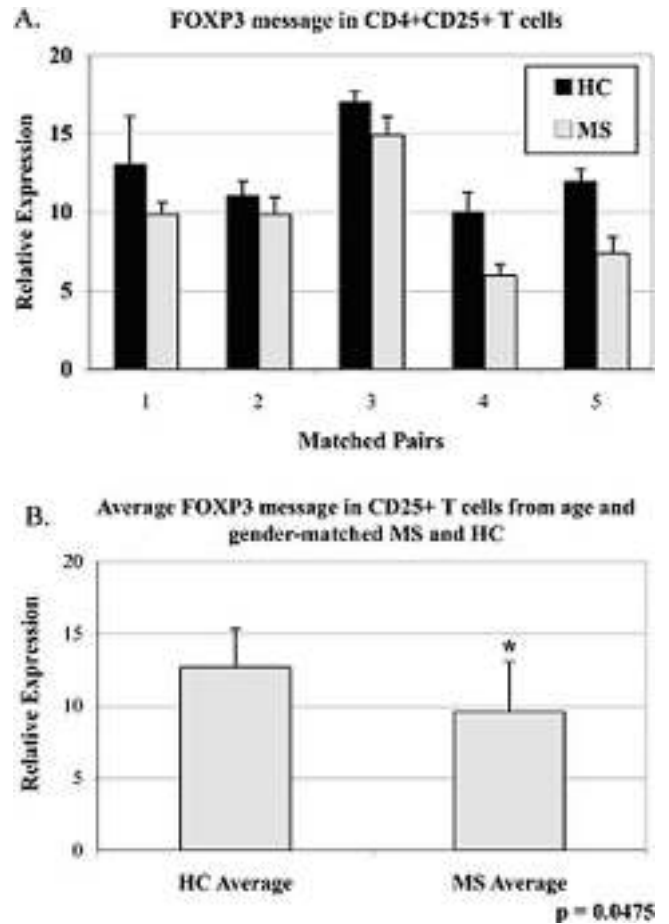 A.
FOXP3 message in CD4+CD25+ T cells
20
15
10
5
0
Relative Expression
HC
MS
1 2 3 4 5
Matched Pairs
B.
Average FOXP3 message in CD25+ T cells from age and
gender-matched MS and HC
20
15
10
5
0
Relative Expression
*
HC Average MS Average
p = 0.0475